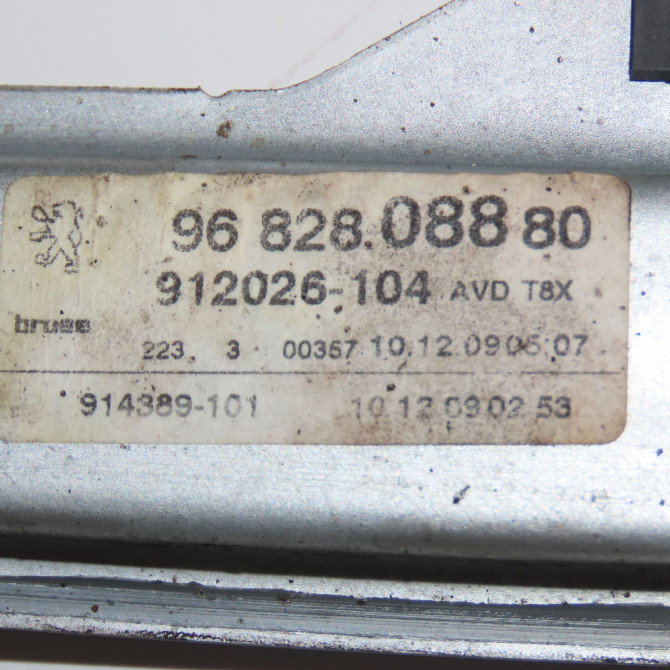 96 828.088 80
912026-104 AVD T8X
brose
223. 3 00357 10.12.09 05:07
914389-101 10 12 09 02 53